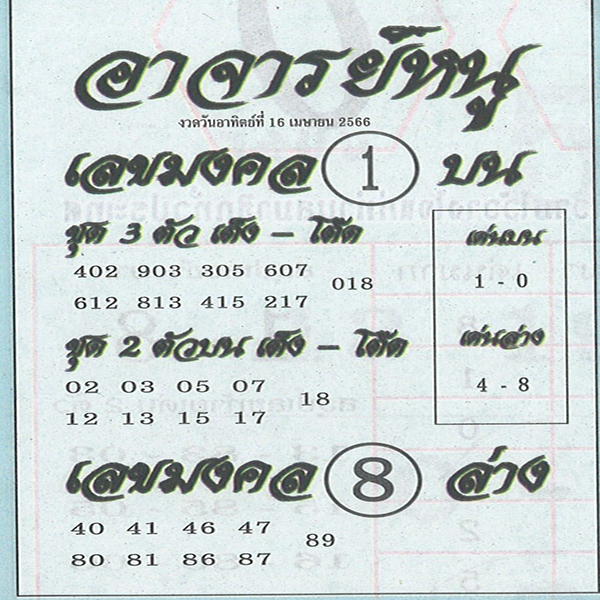 อาจารย์หนู
งวดวันอาทิตย์ที่ 16 เมษายน 2566
เลขมงคล 1 บน
ชุด 3 ตัว เต็ง – โต๊ด
402 903 305 607
018
612 813 415 217
เด่นบน
1 - 0
เด่นล่าง
4 - 8
ชุด 2 ตัวบน เต็ง – โต๊ด
02 03 05 07
18
12 13 15 17
เลขมงคล 8 ล่าง
40 41 46 47
89
80 81 86 87